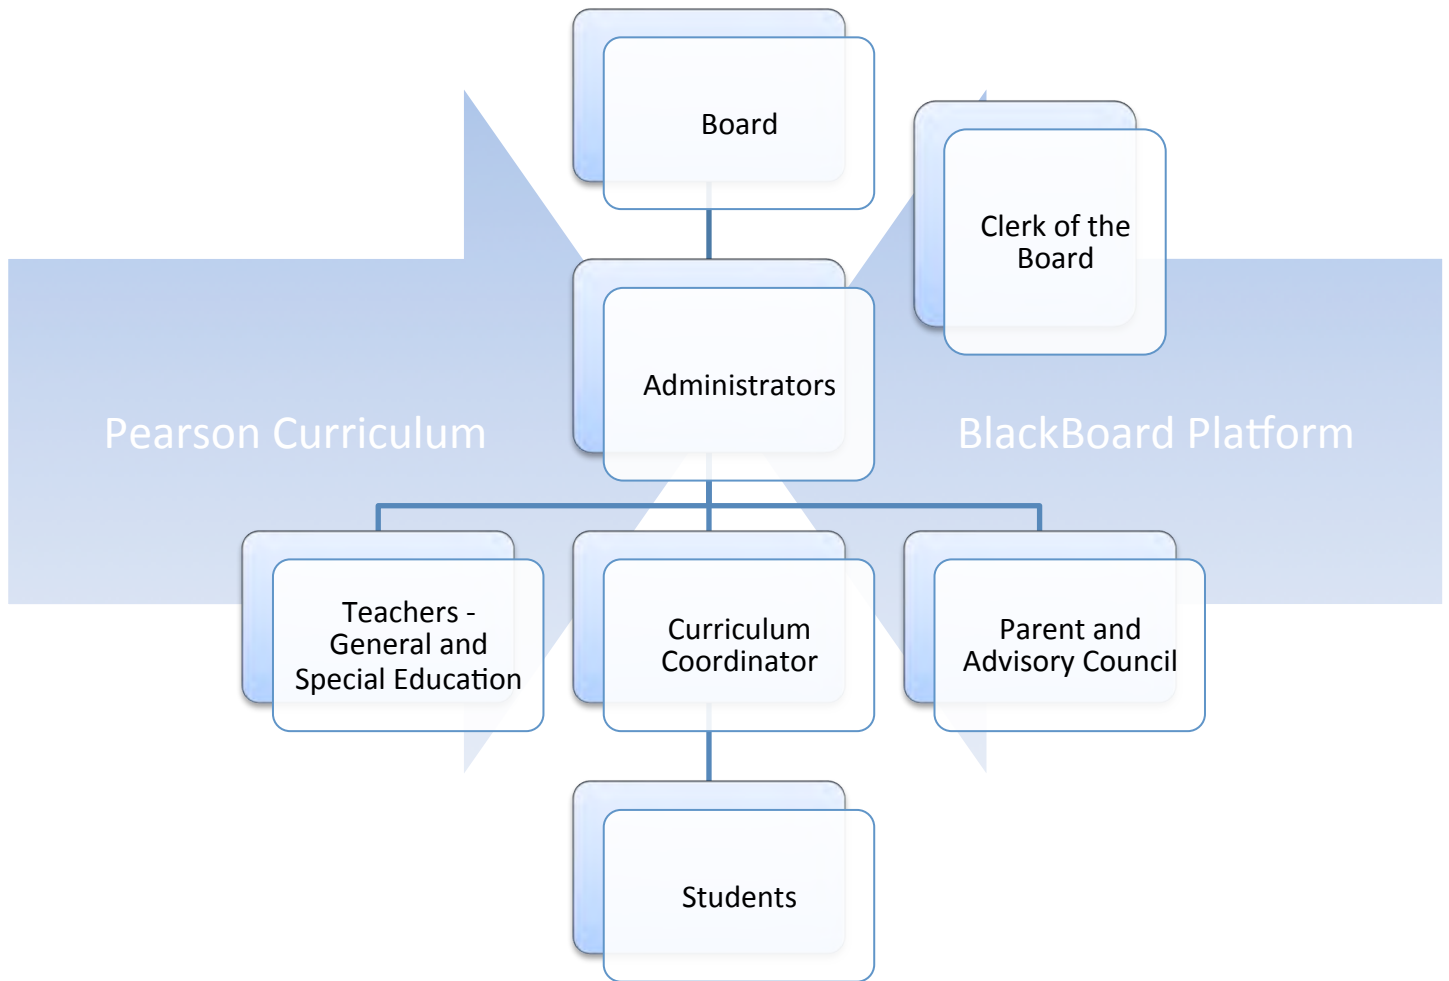 Board
Clerk of the
Board
Administrators
Pearson Curriculum
BlackBoard Platform
Teachers -
General and
Special Education
Curriculum
Coordinator
Parent and
Advisory Council
Students